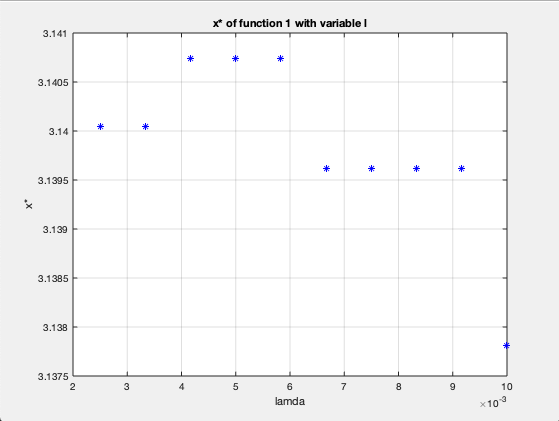 x* of function 1 with variable l
3.141
3.1405
3.14
3.1395
3.139
3.1385
3.138
3.1375
x*
2 3 4 5 6 7 8 9 10
lamda
×10-3